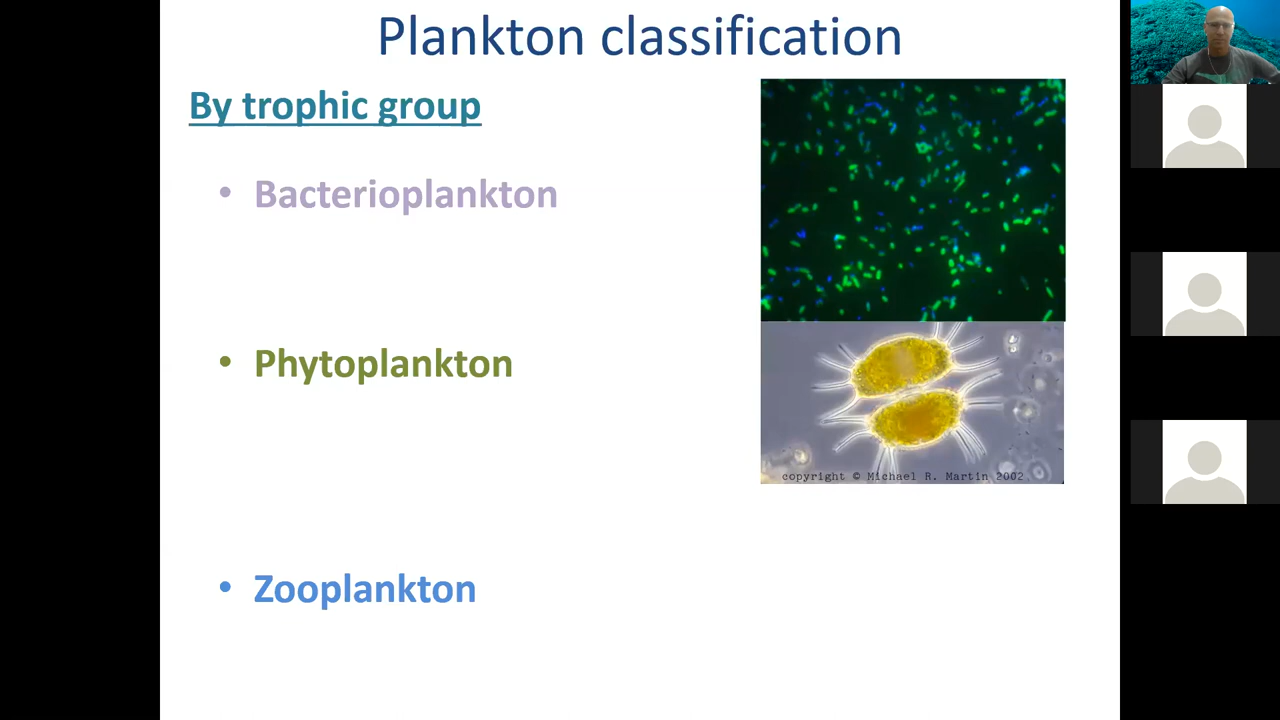 Plankton classification
By trophic group
• Bacterioplankton
• Phytoplankton
copyright © Michael R. Martin 2002
• Zooplankton